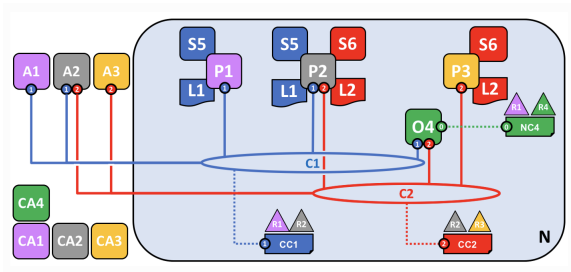 S5 S5 S6 S6
A1 A2 A3 P1 P2 P3
1 1 2 2 L1 1 L1 1 2 L2 2 L2
R1 R4
O4 4 4 NC4
1 2
C1
CA4 C2
R1 R2 R2 R3
CA1 CA2 CA3 1 CC1 2 CC2 N